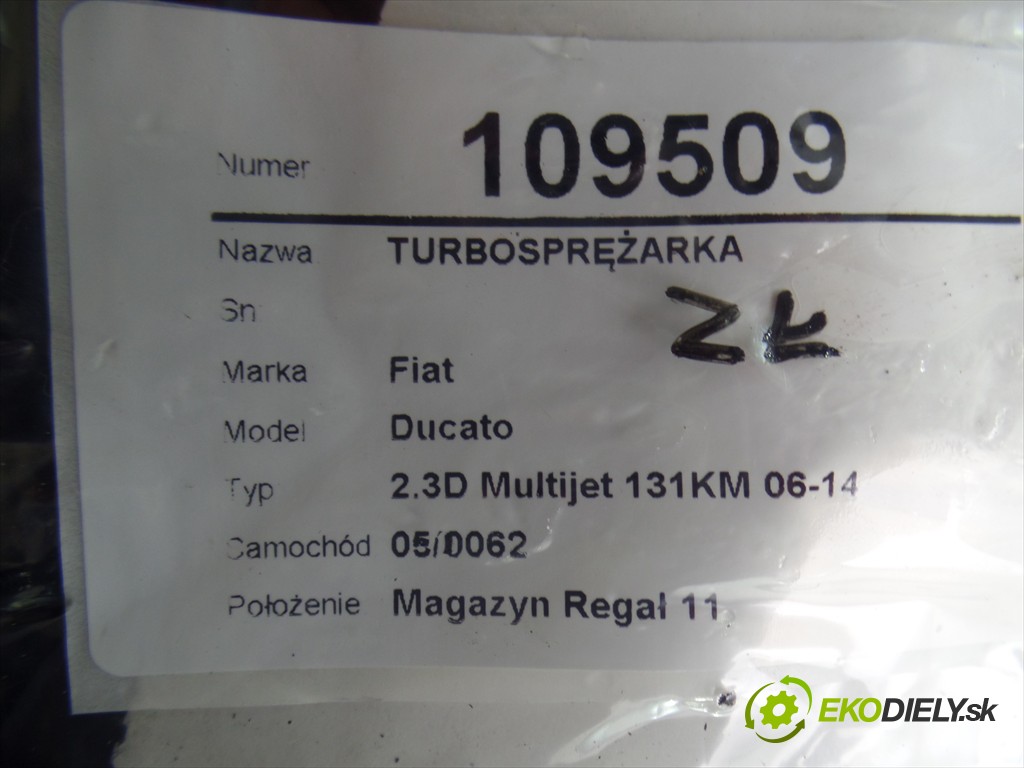 Numer 109509
Nazwa TURBOSPRĘŻARKA
Sn
ZŁ
Marka Fiat
Model Ducato
Typ 2.3D Multijet 131KM 06-14
Samochód 05/0062
Położenie Magazyn Regał 11
EKODIELY.sk